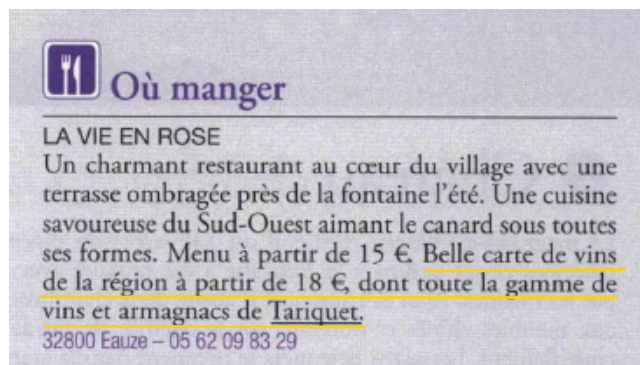 Où manger
LA VIE EN ROSE
Un charmant restaurant au cœur du village avec une
terrasse ombragée près de la fontaine l'été. Une cuisine
savoureuse du Sud-Ouest aimant le canard sous toutes
ses formes. Menu à partir de 15 €. Belle carte de vins
de la région à partir de 18 €, dont toute la gamme de
vins et armagnacs de Tariquet.
32800 Eauze – 05 62 09 83 29